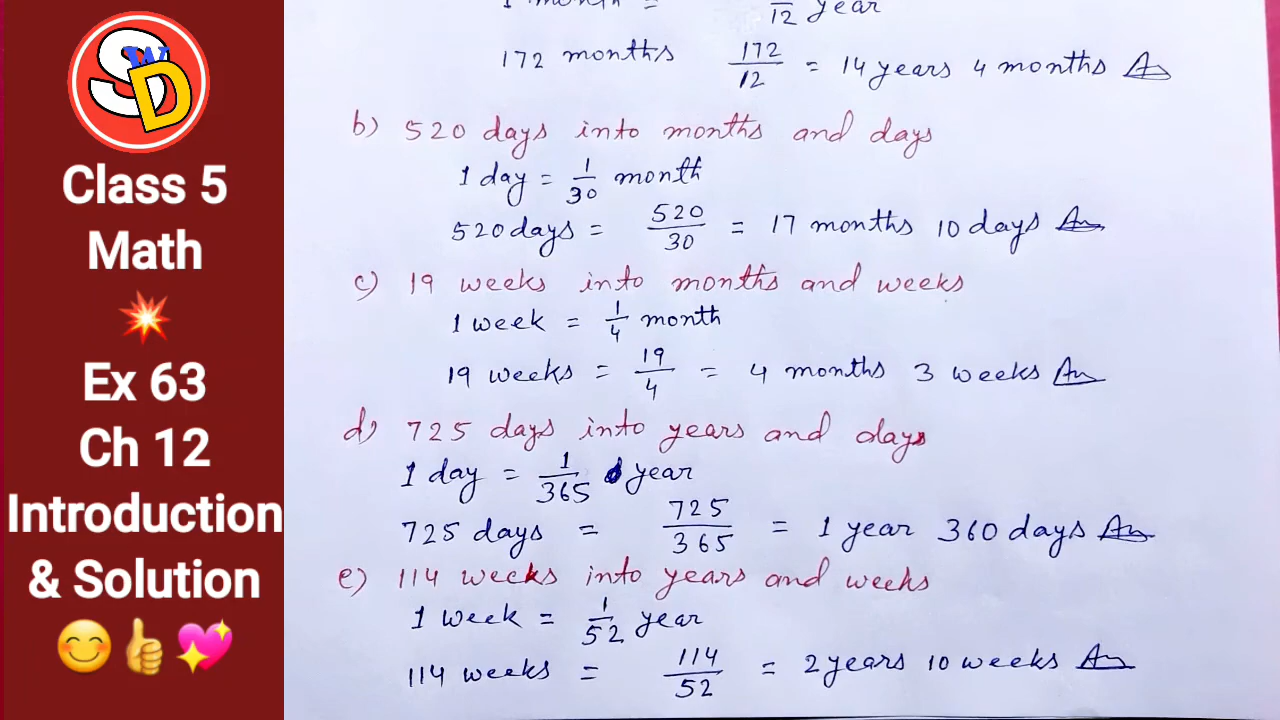 SWD
Class 5
Math
💥
Ex 63
Ch 12
Introduction
& Solution
😊👍💖
1 month = 1/12 year
172 months 172/12 = 14 years 4 months Ans
b) 520 days into months and days
1 day = 1/30 month
520 days = 520/30 = 17 months 10 days Ans
c) 19 weeks into months and weeks
1 week = 1/4 month
19 weeks = 19/4 = 4 months 3 weeks Ans
d) 725 days into years and days
1 day = 1/365 year
725 days = 725/365 = 1 year 360 days Ans
e) 114 weeks into years and weeks
1 week = 1/52 year
114 weeks = 114/52 = 2 years 10 weeks Ans